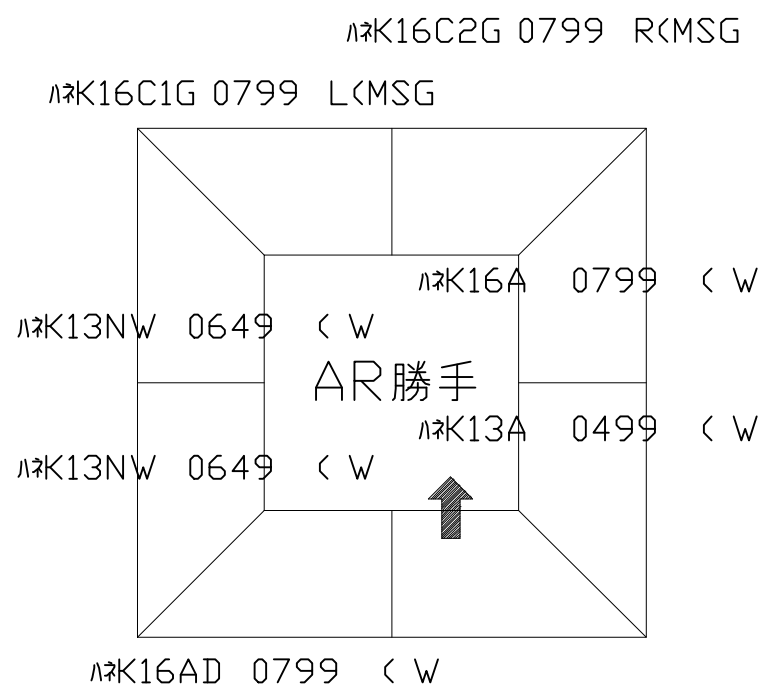 ﾊﾈK16C2G 0799 R(MSG
ﾊﾈK16C1G 0799 L(MSG
ﾊﾈK16A 0799 ( W
ﾊﾈK13NW 0649 ( W
AR勝手
ﾊﾈK13A 0499 ( W
ﾊﾈK13NW 0649 ( W
ﾊﾈK16AD 0799 ( W